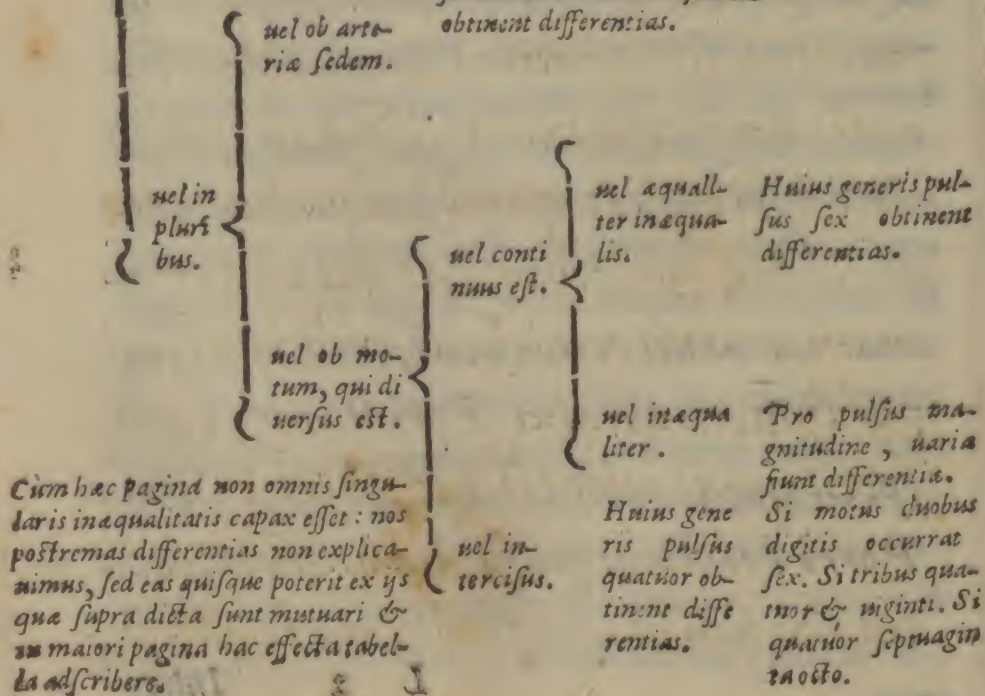 obtinent differentias.
uel ob arte-
riæ sedem.
uel in
pluri
bus.
uel ob mo-
tum, qui di
uersus est.
uel conti
nuus est.
uel in-
tercisus.
uel æquali-
ter inæqua-
lis.
Huius generis pul-
sus sex obtinent
differentias.
uel inæqua
liter.
Pro pulsus ma-
gnitudine, uariæ
fiunt differentiæ.
Si motus duobus
digitis occurrat
sex. Si tribus qua-
tuor & uiginti. Si
quatuor septuagin
ta octo.
Huius gene
ris pulsus
quatuor ob-
tinent diffe
rentias.
Cùm hæc pagina non omnis singu-
laris inæqualitatis capax esset: nos
postremas differentias non explica-
uimus, sed eas quisque poterit ex ijs
quæ supra dicta sunt mutuari &
in maiori pagina hac effecta tabel-
la adscribere.